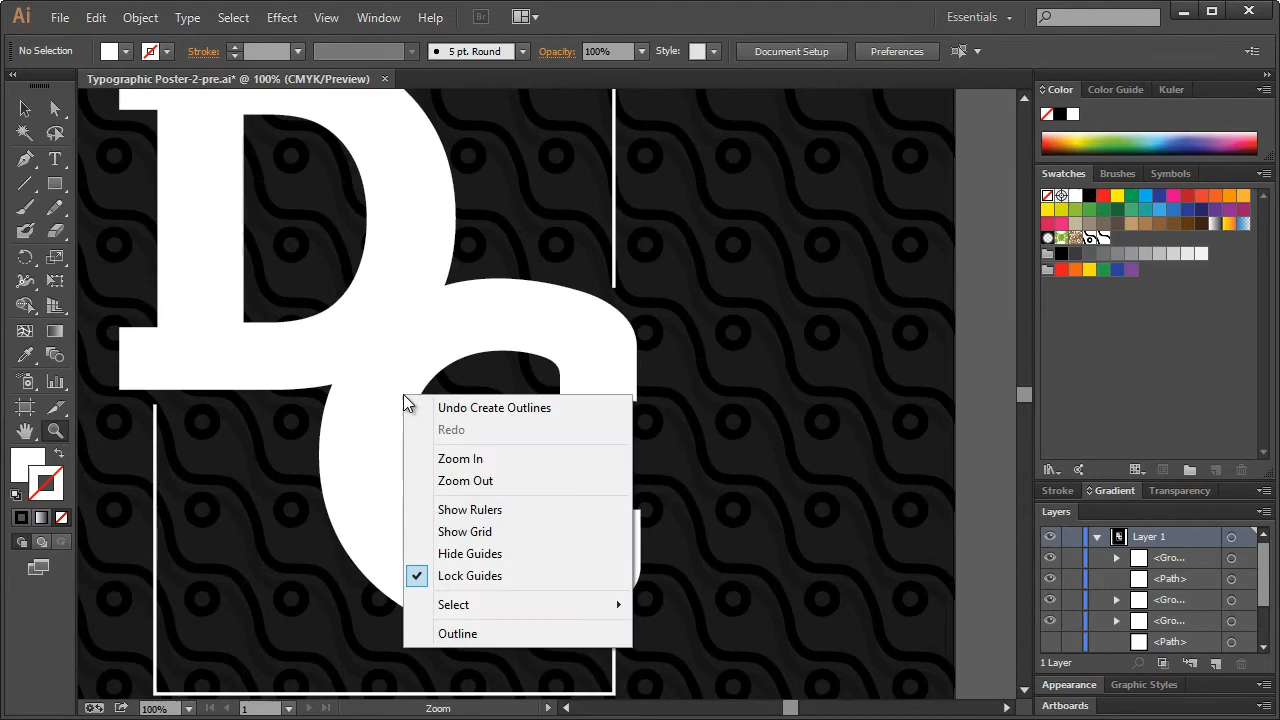 Ai File Edit Object Type Select Effect View Window Help Br Essentials
No Selection Stroke: 5 pt. Round Opacity: 100% Style: Document Setup Preferences
Typographic Poster-2-pre.ai* @ 100% (CMYK/Preview) ×
Color Color Guide Kuler
Swatches Brushes Symbols
D
C
Undo Create Outlines
Redo
Zoom In
Zoom Out
Show Rulers
Show Grid
Hide Guides
Lock Guides
Select
Outline
Stroke Gradient Transparency
Layers
Layer 1
<Gro...
<Path>
<Gro...
<Gro...
<Path>
1 Layer
Appearance Graphic Styles
Artboards
100% 1 Zoom